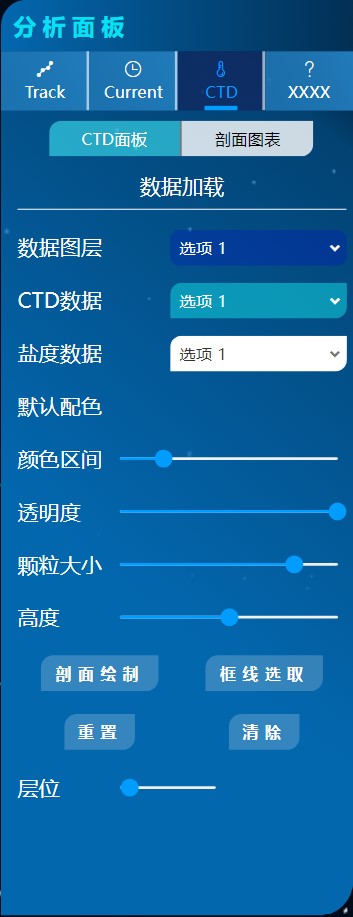 分析面板
Track Current CTD ? XXXX
CTD面板 剖面图表
数据加载
数据图层 选项 1
CTD数据 选项 1
盐度数据 选项 1
默认配色
颜色区间
透明度
颗粒大小
高度
剖面绘制 框线选取
重置 清除
层位